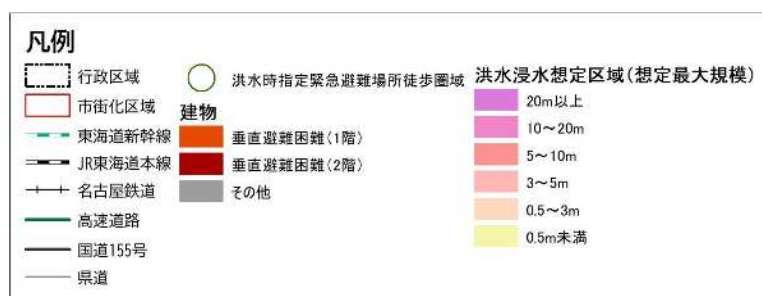 凡例
行政区域
市街化区域
東海道新幹線
JR東海道本線
名古屋鉄道
高速道路
国道155号
県道
洪水時指定緊急避難場所徒歩圏域
建物
垂直避難困難(1階)
垂直避難困難(2階)
その他
洪水浸水想定区域(想定最大規模)
20m以上
10~20m
5~10m
3~5m
0.5~3m
0.5m未満